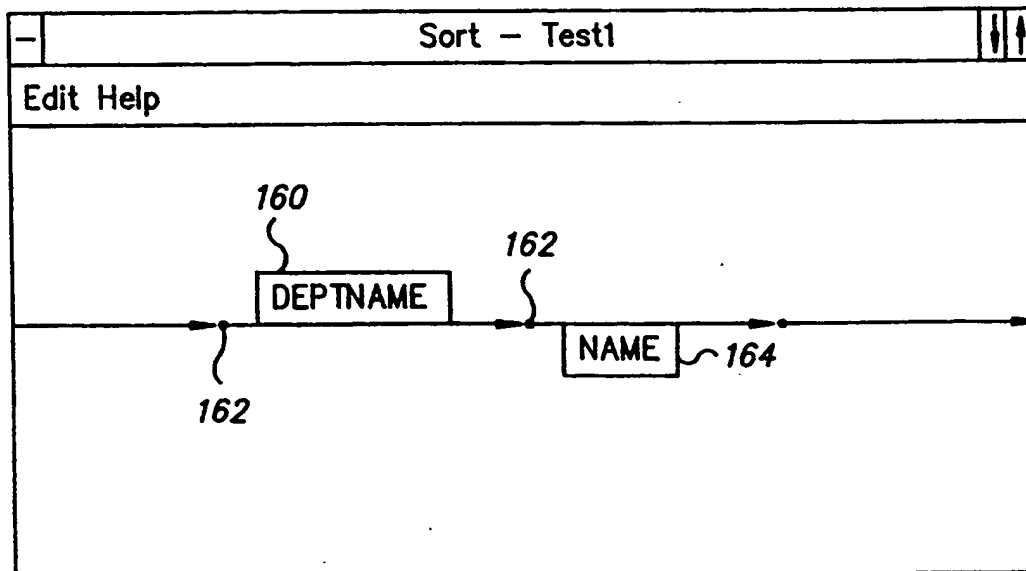 Sort – Test1
Edit Help
160
162
DEPTNAME
NAME
164
162